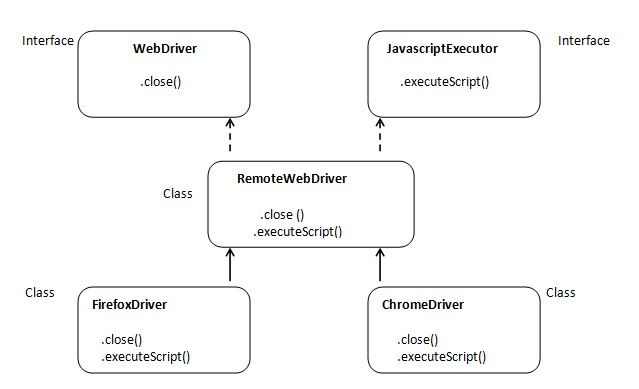 Interface
WebDriver
.close()
JavascriptExecutor
.executeScript()
Interface
Class
RemoteWebDriver
.close ()
.executeScript()
Class
FirefoxDriver
.close()
.executeScript()
ChromeDriver
.close()
.executeScript()
Class